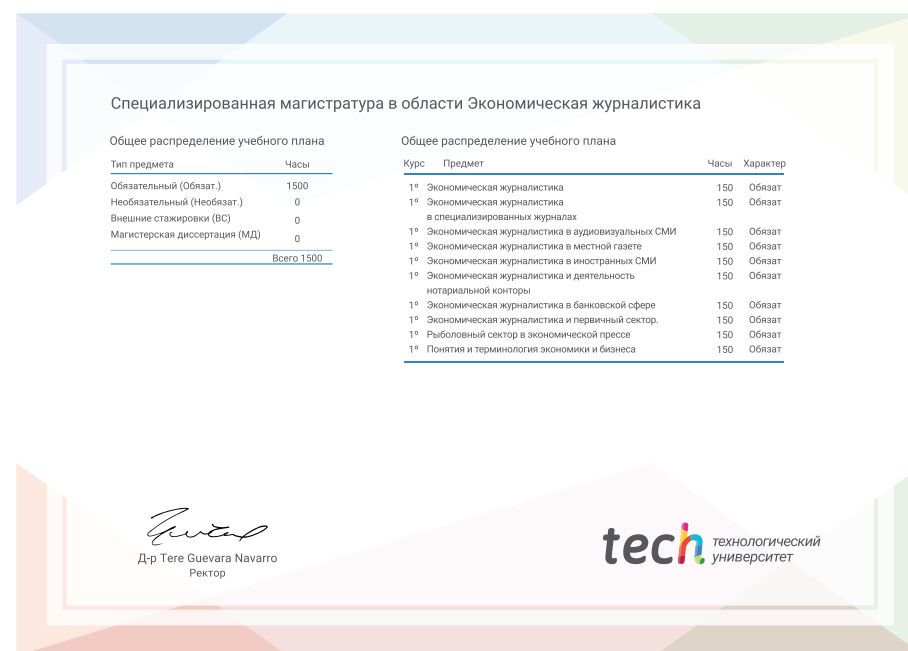 Специализированная магистратура в области Экономическая журналистика
Общее распределение учебного плана
Тип предмета Часы
Обязательный (Обязат.) 1500
Необязательный (Необязат.) 0
Внешние стажировки (ВС) 0
Магистерская диссертация (МД) 0
Всего 1500
Общее распределение учебного плана
Курс Предмет Часы Характер
1º Экономическая журналистика 150 Обязат
1º Экономическая журналистика 150 Обязат
в специализированных журналах
1º Экономическая журналистика в аудиовизуальных СМИ 150 Обязат
1º Экономическая журналистика в местной газете 150 Обязат
1º Экономическая журналистика в иностранных СМИ 150 Обязат
1º Экономическая журналистика и деятельность 150 Обязат
нотариальной конторы
1º Экономическая журналистика в банковской сфере 150 Обязат
1º Экономическая журналистика и первичный сектор. 150 Обязат
1º Рыболовный сектор в экономической прессе 150 Обязат
1º Понятия и терминология экономики и бизнеса 150 Обязат
Д-р Tere Guevara Navarro
Ректор
tech технологический
университет